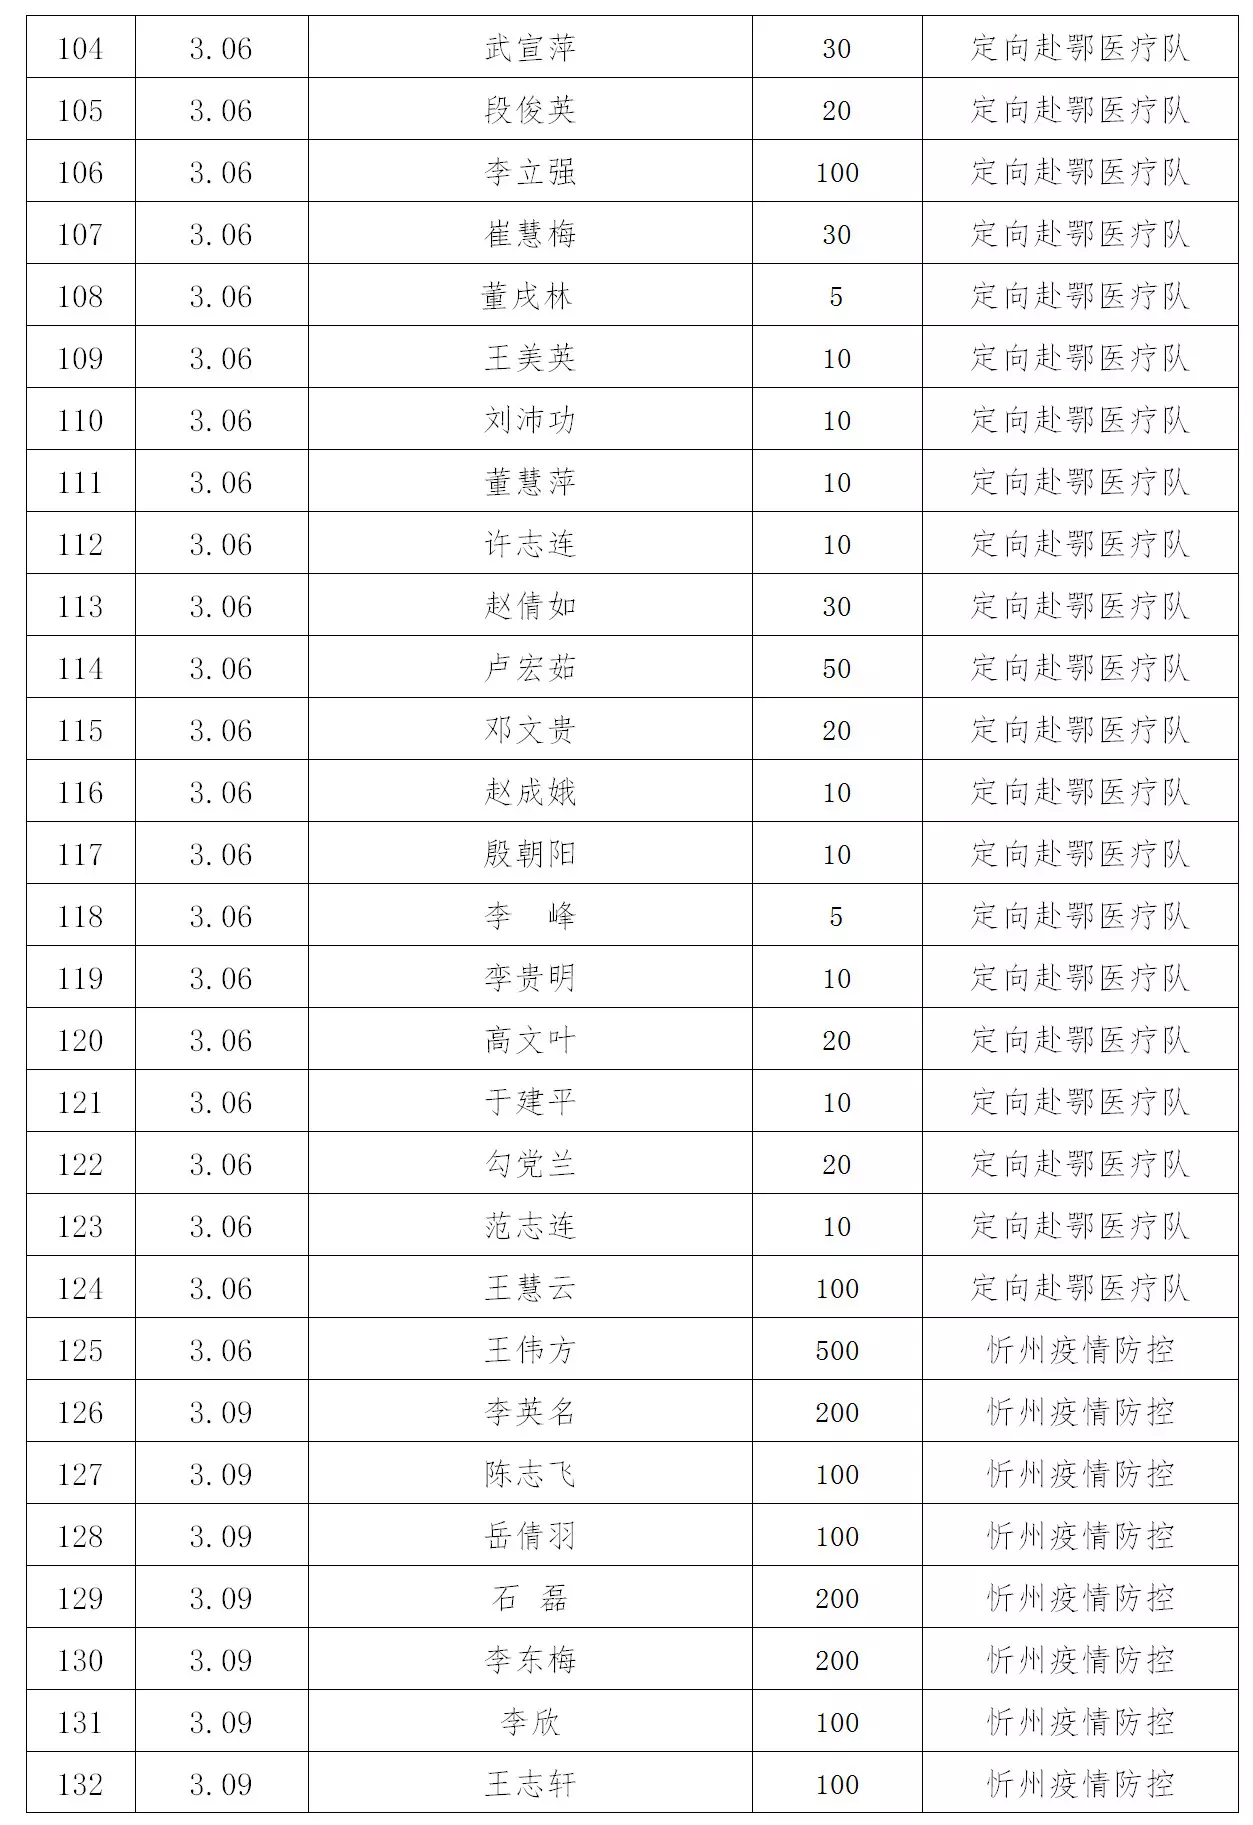 104 3.06 武宣萍 30 定向赴鄂医疗队
105 3.06 段俊英 20 定向赴鄂医疗队
106 3.06 李立强 100 定向赴鄂医疗队
107 3.06 崔慧梅 30 定向赴鄂医疗队
108 3.06 董戌林 5 定向赴鄂医疗队
109 3.06 王美英 10 定向赴鄂医疗队
110 3.06 刘沛功 10 定向赴鄂医疗队
111 3.06 董慧萍 10 定向赴鄂医疗队
112 3.06 许志连 10 定向赴鄂医疗队
113 3.06 赵倩如 30 定向赴鄂医疗队
114 3.06 卢宏茹 50 定向赴鄂医疗队
115 3.06 邓文贵 20 定向赴鄂医疗队
116 3.06 赵成娥 10 定向赴鄂医疗队
117 3.06 殷朝阳 10 定向赴鄂医疗队
118 3.06 李 峰 5 定向赴鄂医疗队
119 3.06 李贵明 10 定向赴鄂医疗队
120 3.06 高文叶 20 定向赴鄂医疗队
121 3.06 于建平 10 定向赴鄂医疗队
122 3.06 勾党兰 20 定向赴鄂医疗队
123 3.06 范志连 10 定向赴鄂医疗队
124 3.06 王慧云 100 定向赴鄂医疗队
125 3.06 王伟方 500 忻州疫情防控
126 3.09 李英名 200 忻州疫情防控
127 3.09 陈志飞 100 忻州疫情防控
128 3.09 岳倩羽 100 忻州疫情防控
129 3.09 石 磊 200 忻州疫情防控
130 3.09 李东梅 200 忻州疫情防控
131 3.09 李欣 100 忻州疫情防控
132 3.09 王志轩 100 忻州疫情防控